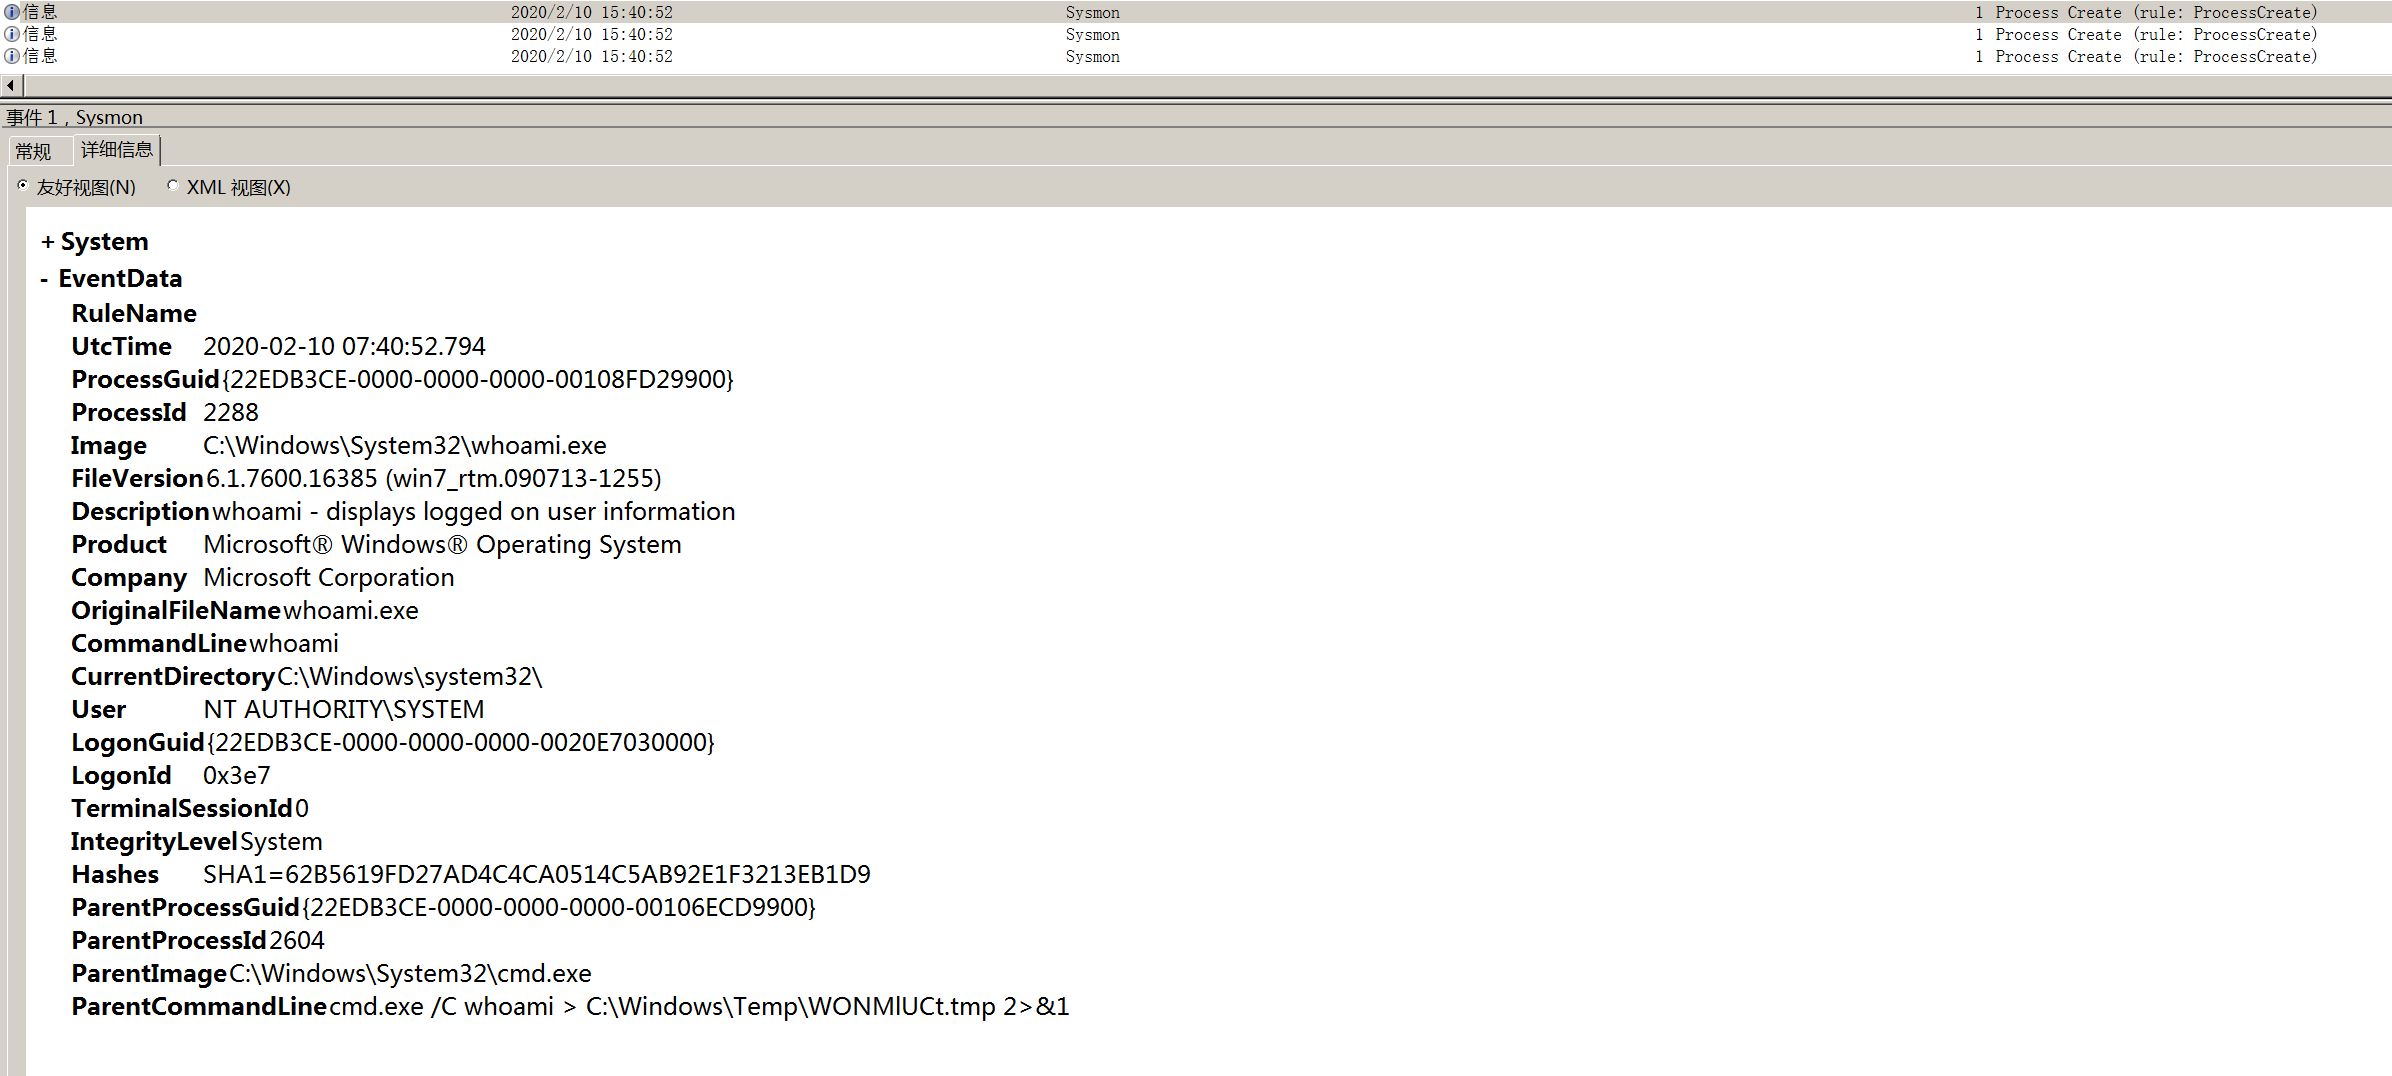 信息 2020/2/10 15:40:52 Sysmon 1 Process Create (rule: ProcessCreate)
信息 2020/2/10 15:40:52 Sysmon 1 Process Create (rule: ProcessCreate)
信息 2020/2/10 15:40:52 Sysmon 1 Process Create (rule: ProcessCreate)
事件 1，Sysmon
常规 详细信息
友好视图(N) XML 视图(X)
+ System
- EventData
RuleName
UtcTime 2020-02-10 07:40:52.794
ProcessGuid {22EDB3CE-0000-0000-0000-00108FD29900}
ProcessId 2288
Image C:\Windows\System32\whoami.exe
FileVersion 6.1.7600.16385 (win7_rtm.090713-1255)
Description whoami - displays logged on user information
Product Microsoft® Windows® Operating System
Company Microsoft Corporation
OriginalFileName whoami.exe
CommandLine whoami
CurrentDirectory C:\Windows\system32\
User NT AUTHORITY\SYSTEM
LogonGuid {22EDB3CE-0000-0000-0000-0020E7030000}
LogonId 0x3e7
TerminalSessionId 0
IntegrityLevel System
Hashes SHA1=62B5619FD27AD4C4CA0514C5AB92E1F3213EB1D9
ParentProcessGuid {22EDB3CE-0000-0000-0000-00106ECD9900}
ParentProcessId 2604
ParentImage C:\Windows\System32\cmd.exe
ParentCommandLine cmd.exe /C whoami > C:\Windows\Temp\WONMlUCt.tmp 2>&1